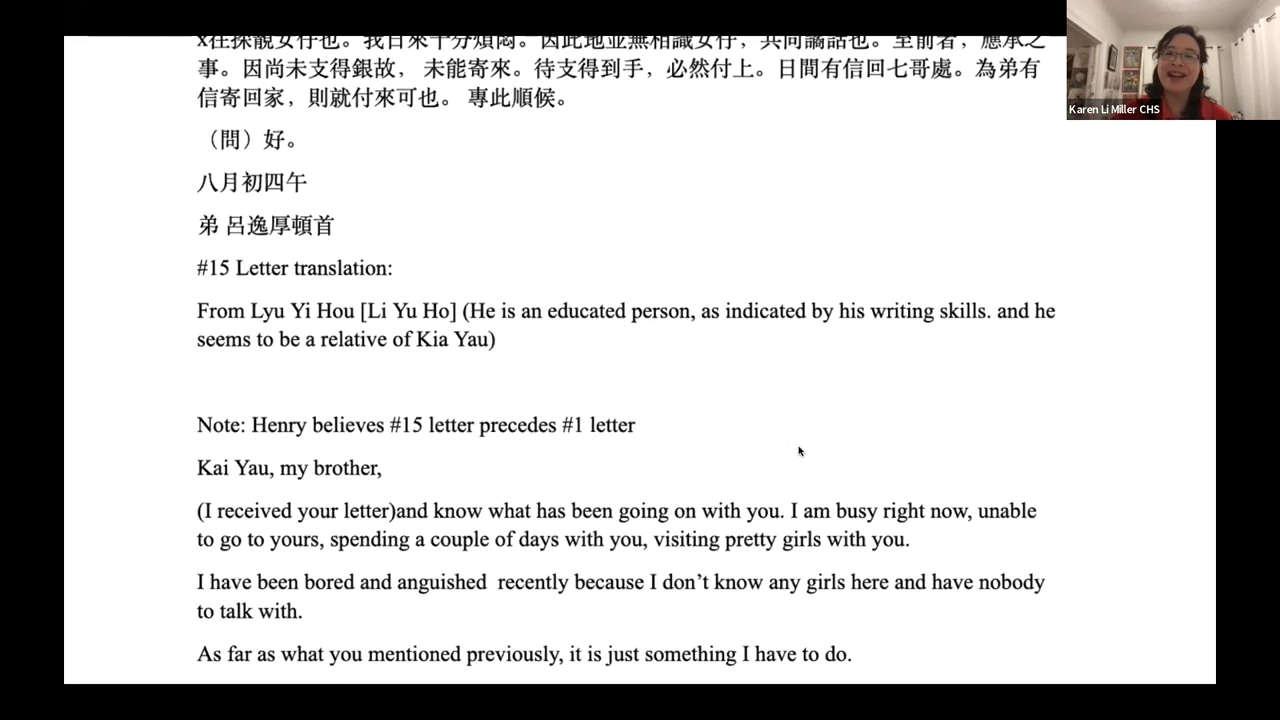 x往探靚女仔也。我日來十分煩悶。因此地並無相識女仔，共同談話也。至前者，應承之
事。因尚未支得銀故， 未能寄來。待支得到手，必然付上。日間有信回七哥處。為弟有
信寄回家，則就付來可也。 專此順候。
（問）好。
八月初四午
弟 呂逸厚頓首
#15 Letter translation:
From Lyu Yi Hou [Li Yu Ho] (He is an educated person, as indicated by his writing skills. and he
seems to be a relative of Kia Yau)
Note: Henry believes #15 letter precedes #1 letter
Kai Yau, my brother,
(I received your letter)and know what has been going on with you. I am busy right now, unable
to go to yours, spending a couple of days with you, visiting pretty girls with you.
I have been bored and anguished  recently because I don’t know any girls here and have nobody
to talk with.
As far as what you mentioned previously, it is just something I have to do.
Karen Li Miller CHS